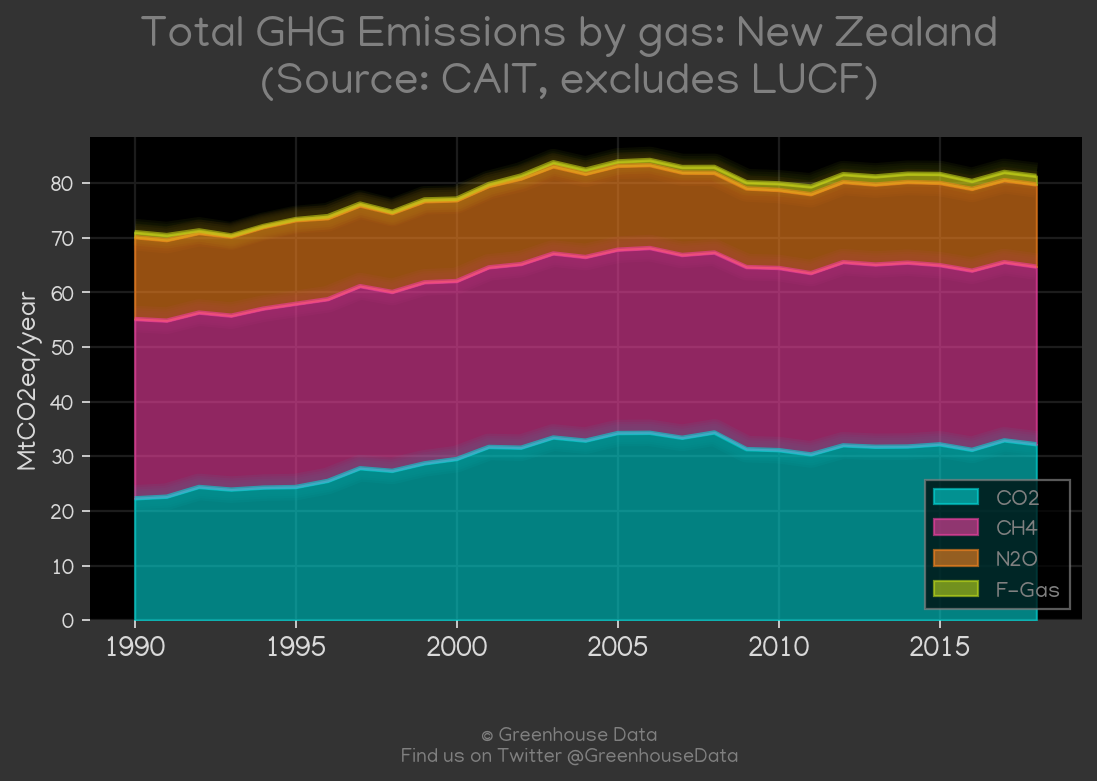 Total GHG Emissions by gas: New Zealand
(Source: CAIT, excludes LUCF)
MtCO2eq/year
80
70
60
50
40
30
20
10
0
CO2
CH4
N2O
F-Gas
1990 1995 2000 2005 2010 2015
© Greenhouse Data
Find us on Twitter @GreenhouseData